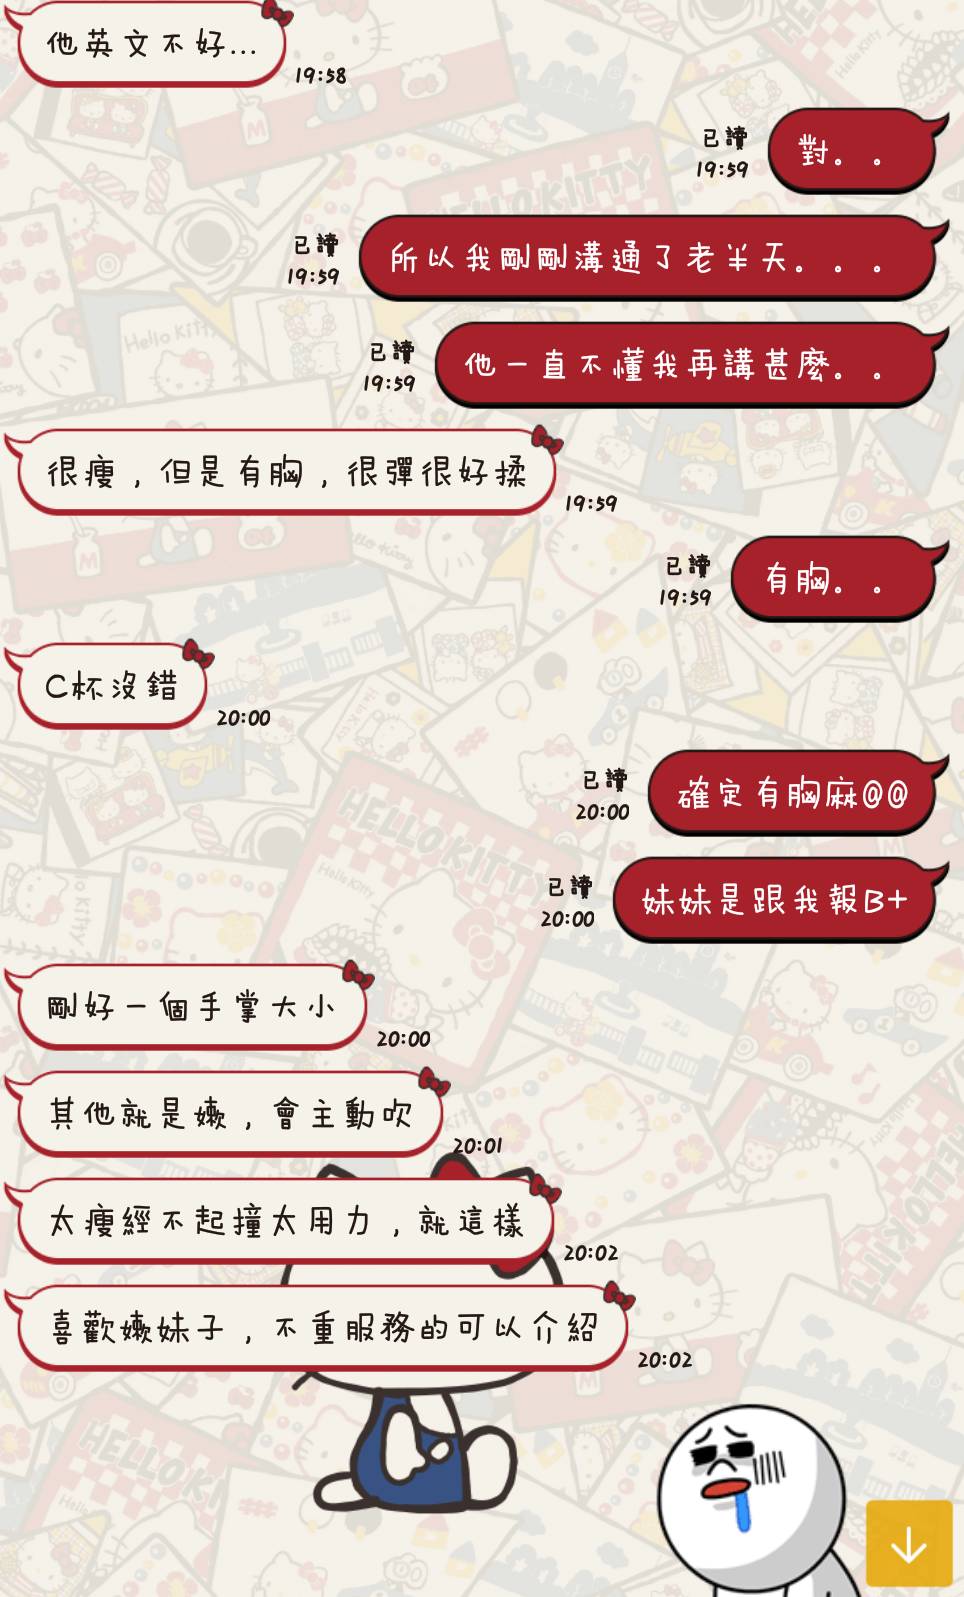 他英文不好...
19:58
已讀
19:59
對。。
已讀
19:59
所以我剛剛溝通了老半天。。。
已讀
19:59
他一直不懂我再講甚麼。。
很瘦，但是有胸，很彈很好揉
19:59
已讀
19:59
有胸。。
C杯沒錯
20:00
已讀
20:00
確定有胸麻@@
已讀
20:00
妹妹是跟我報B+
剛好一個手掌大小
20:00
其他就是嫩，會主動吹
20:01
太瘦經不起撞太用力，就這樣
20:02
喜歡嫩妹子，不重服務的可以介紹
20:02